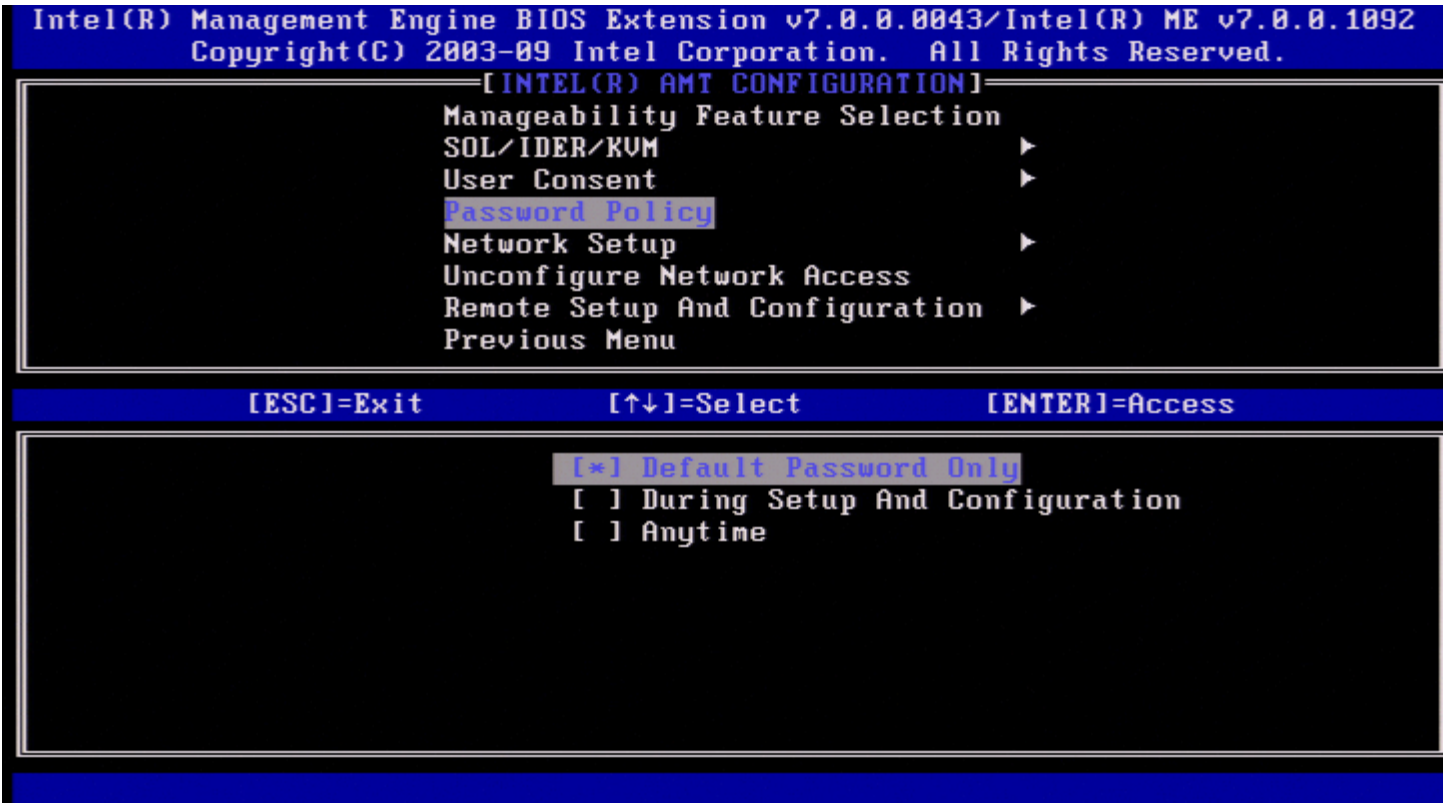 Intel(R) Management Engine BIOS Extension v7.0.0.0043/Intel(R) ME v7.0.0.1092
Copyright(C) 2003-09 Intel Corporation. All Rights Reserved.
[INTEL(R) AMT CONFIGURATION]
Manageability Feature Selection
SOL/IDER/KVM ►
User Consent ►
Password Policy
Network Setup ►
Unconfigure Network Access
Remote Setup And Configuration ►
Previous Menu
[ESC]=Exit [↑↓]=Select [ENTER]=Access
[*] Default Password Only
[ ] During Setup And Configuration
[ ] Anytime